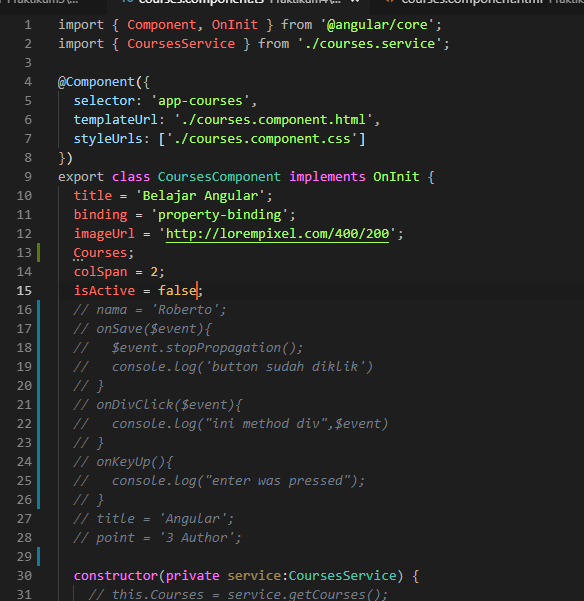 courses.component.ts
courses.component.html
1 import { Component, OnInit } from '@angular/core';
2 import { CoursesService } from './courses.service';
3
4 @Component({
5   selector: 'app-courses',
6   templateUrl: './courses.component.html',
7   styleUrls: ['./courses.component.css']
8 })
9 export class CoursesComponent implements OnInit {
10   title = 'Belajar Angular';
11   binding = 'property-binding';
12   imageUrl = 'http://lorempixel.com/400/200';
13   Courses;
14   colSpan = 2;
15   isActive = false;
16   // nama = 'Roberto';
17   // onSave($event){
18   //   $event.stopPropagation();
19   //   console.log('button sudah diklik')
20   // }
21   // onDivClick($event){
22   //   console.log("ini method div",$event)
23   // }
24   // onKeyUp(){
25   //   console.log("enter was pressed");
26   // }
27   // title = 'Angular';
28   // point = '3 Author';
29
30   constructor(private service:CoursesService) {
31     // this.Courses = service.getCourses();